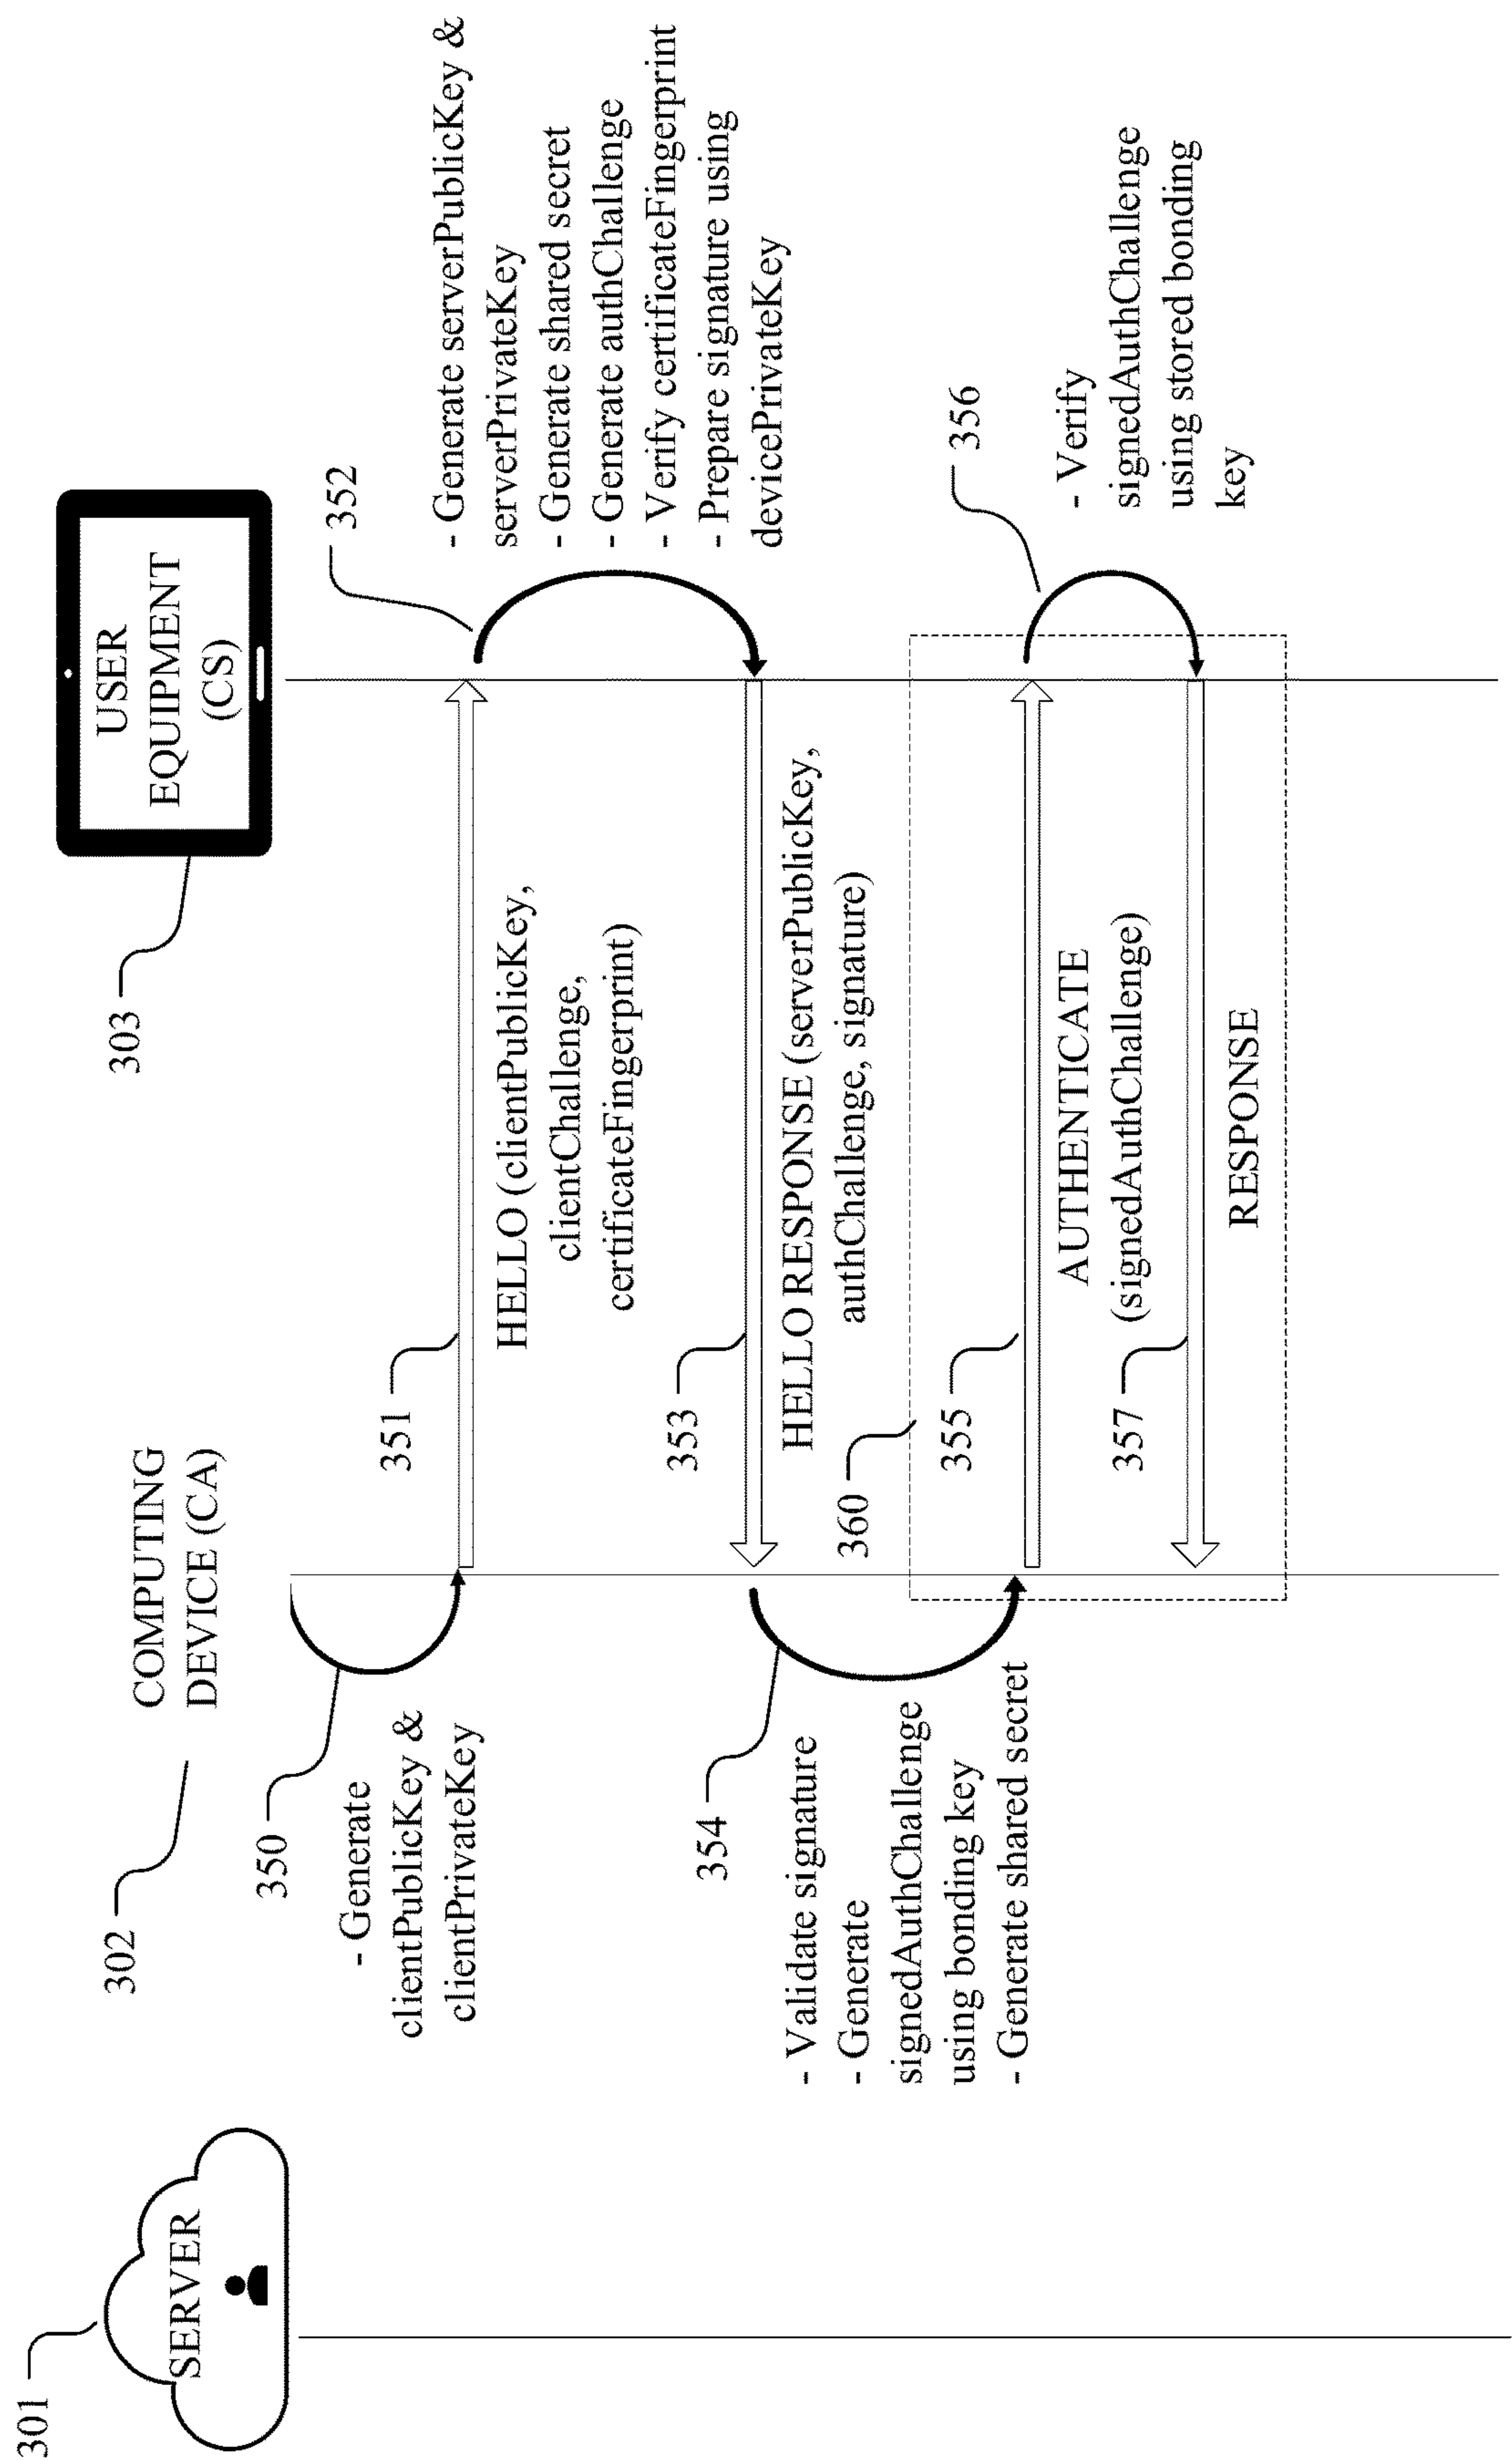 301
SERVER
302
COMPUTING
DEVICE (CA)
303
USER
EQUIPMENT
(CS)
350
- Generate
clientPublicKey &
clientPrivateKey
351
HELLO (clientPublicKey,
clientChallenge,
certificateFingerprint)
352
- Generate serverPublicKey &
serverPrivateKey
- Generate shared secret
- Generate authChallenge
- Verify certificateFingerprint
- Prepare signature using
devicePrivateKey
353
HELLO RESPONSE (serverPublicKey,
authChallenge, signature)
354
- Validate signature
- Generate
signedAuthChallenge
using bonding key
- Generate shared secret
360
355
AUTHENTICATE
(signedAuthChallenge)
356
- Verify
signedAuthChallenge
using stored bonding
key
357
RESPONSE